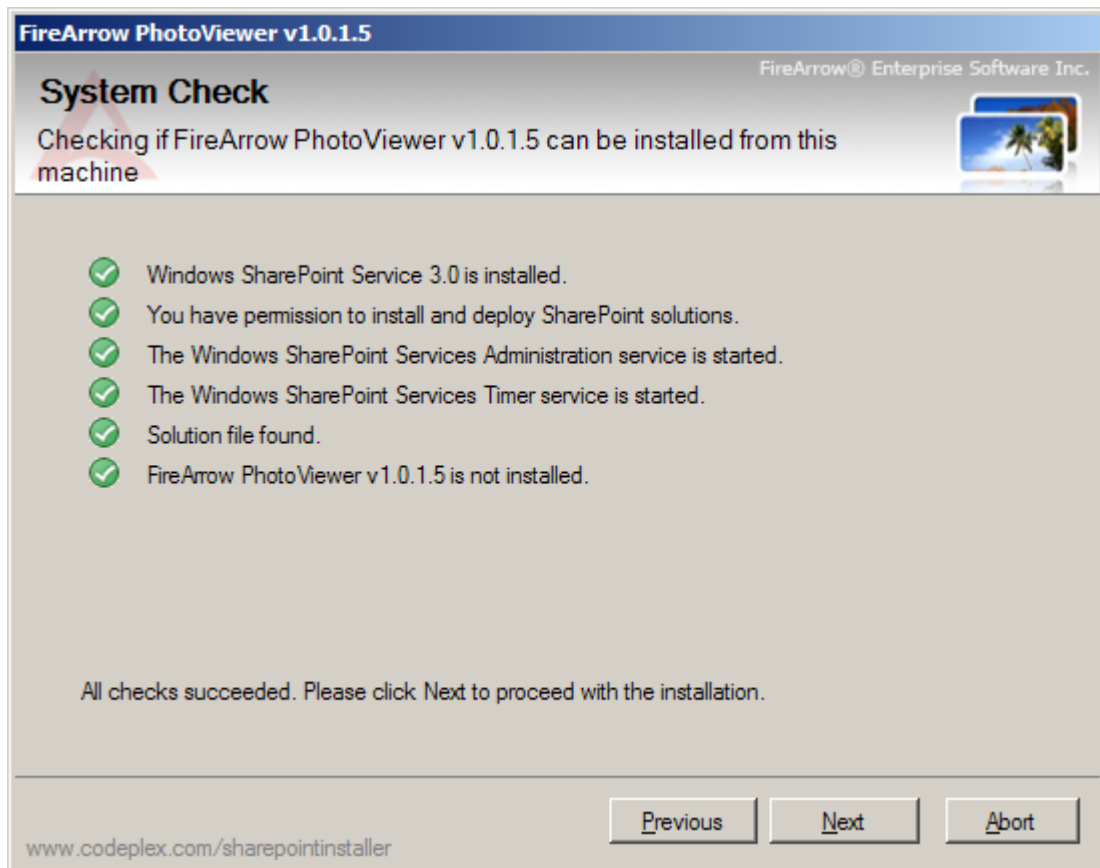 FireArrow PhotoViewer v1.0.1.5
FireArrow® Enterprise Software Inc.
System Check
Checking if FireArrow PhotoViewer v1.0.1.5 can be installed from this
machine
Windows SharePoint Service 3.0 is installed.
You have permission to install and deploy SharePoint solutions.
The Windows SharePoint Services Administration service is started.
The Windows SharePoint Services Timer service is started.
Solution file found.
FireArrow PhotoViewer v1.0.1.5 is not installed.
All checks succeeded. Please click Next to proceed with the installation.
Previous Next Abort
www.codeplex.com/sharepointinstaller